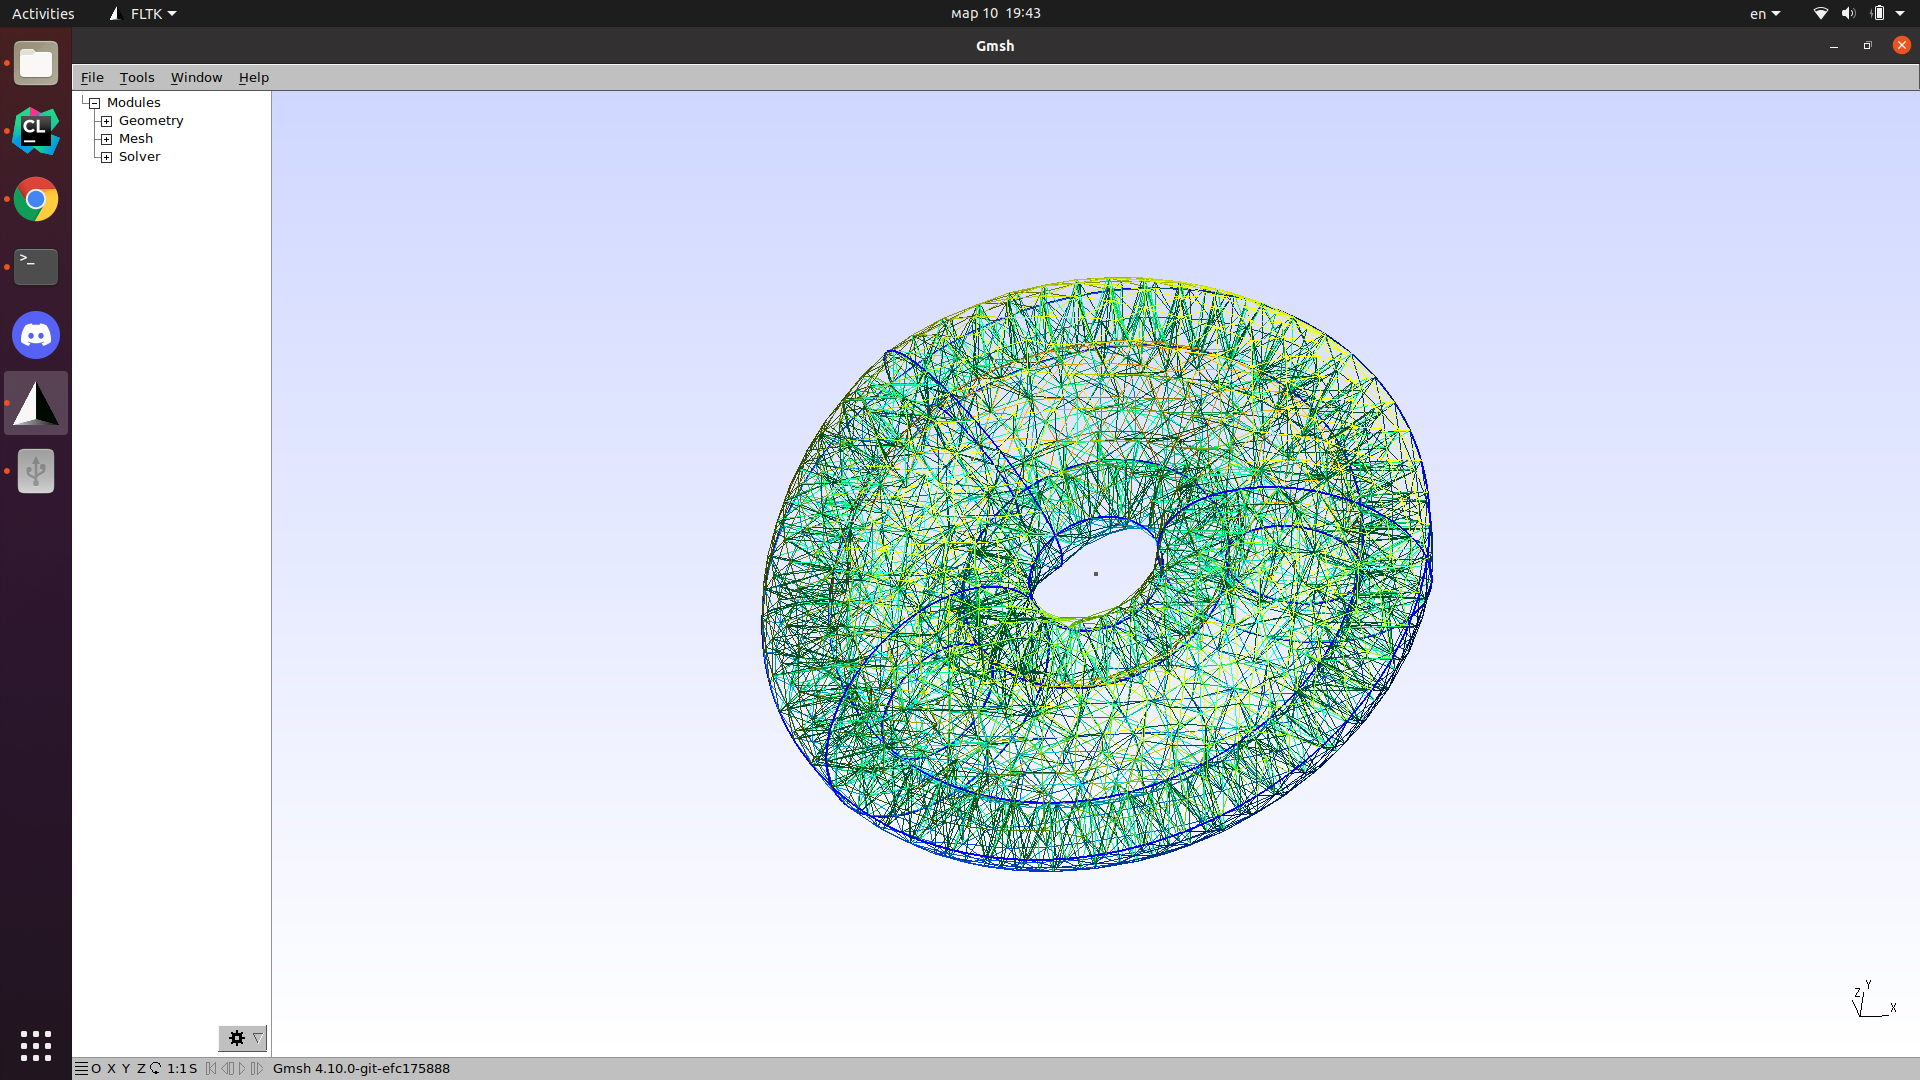 Activities FLTK мар 10 19:43 en
Gmsh
File Tools Window Help
Modules
Geometry
Mesh
Solver
CL
>_
Y
Z
X
O X Y Z 1:1 S Gmsh 4.10.0-git-efc175888